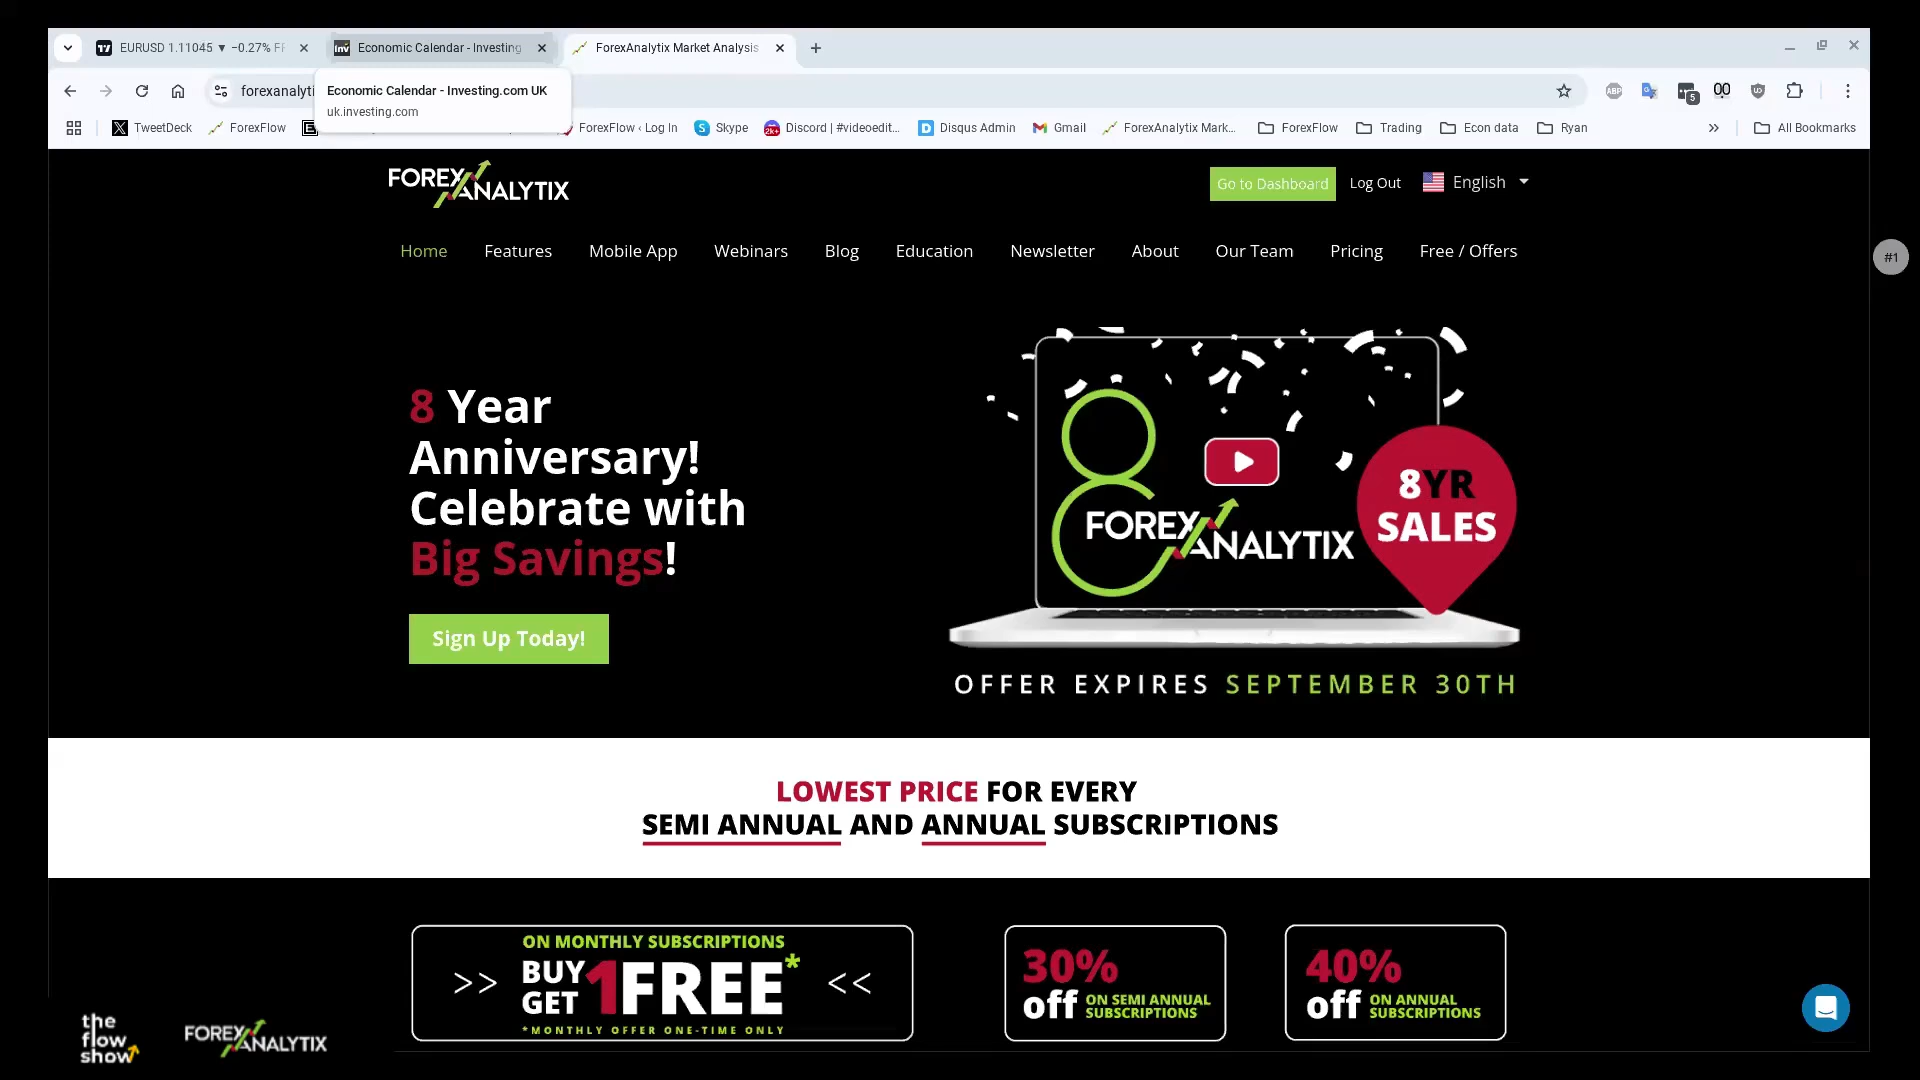 EURUSD 1.11045 ▼ −0.27%
Economic Calendar - Investing
ForexAnalytix Market Analysis
forexanalyti
Economic Calendar - Investing.com UK
uk.investing.com
ABP
5
TweetDeck
ForexFlow
ForexFlow ‹ Log In
Skype
2k+
Discord | #videoedit...
Disqus Admin
Gmail
ForexAnalytix Mark...
ForexFlow
Trading
Econ data
Ryan
All Bookmarks
FOREXANALYTIX
Go to Dashboard
Log Out
English
Home
Features
Mobile App
Webinars
Blog
Education
Newsletter
About
Our Team
Pricing
Free / Offers
#1
8 Year
Anniversary!
Celebrate with
Big Savings!
Sign Up Today!
8
FOREXANALYTIX
8YR
SALES
OFFER EXPIRES SEPTEMBER 30TH
LOWEST PRICE FOR EVERY
SEMI ANNUAL AND ANNUAL SUBSCRIPTIONS
>>
ON MONTHLY SUBSCRIPTIONS
BUY
GET 1 FREE*
*MONTHLY OFFER ONE-TIME ONLY
<<
30%
off ON SEMI ANNUAL
SUBSCRIPTIONS
40%
off ON ANNUAL
SUBSCRIPTIONS
the
flow
show
FOREXANALYTIX